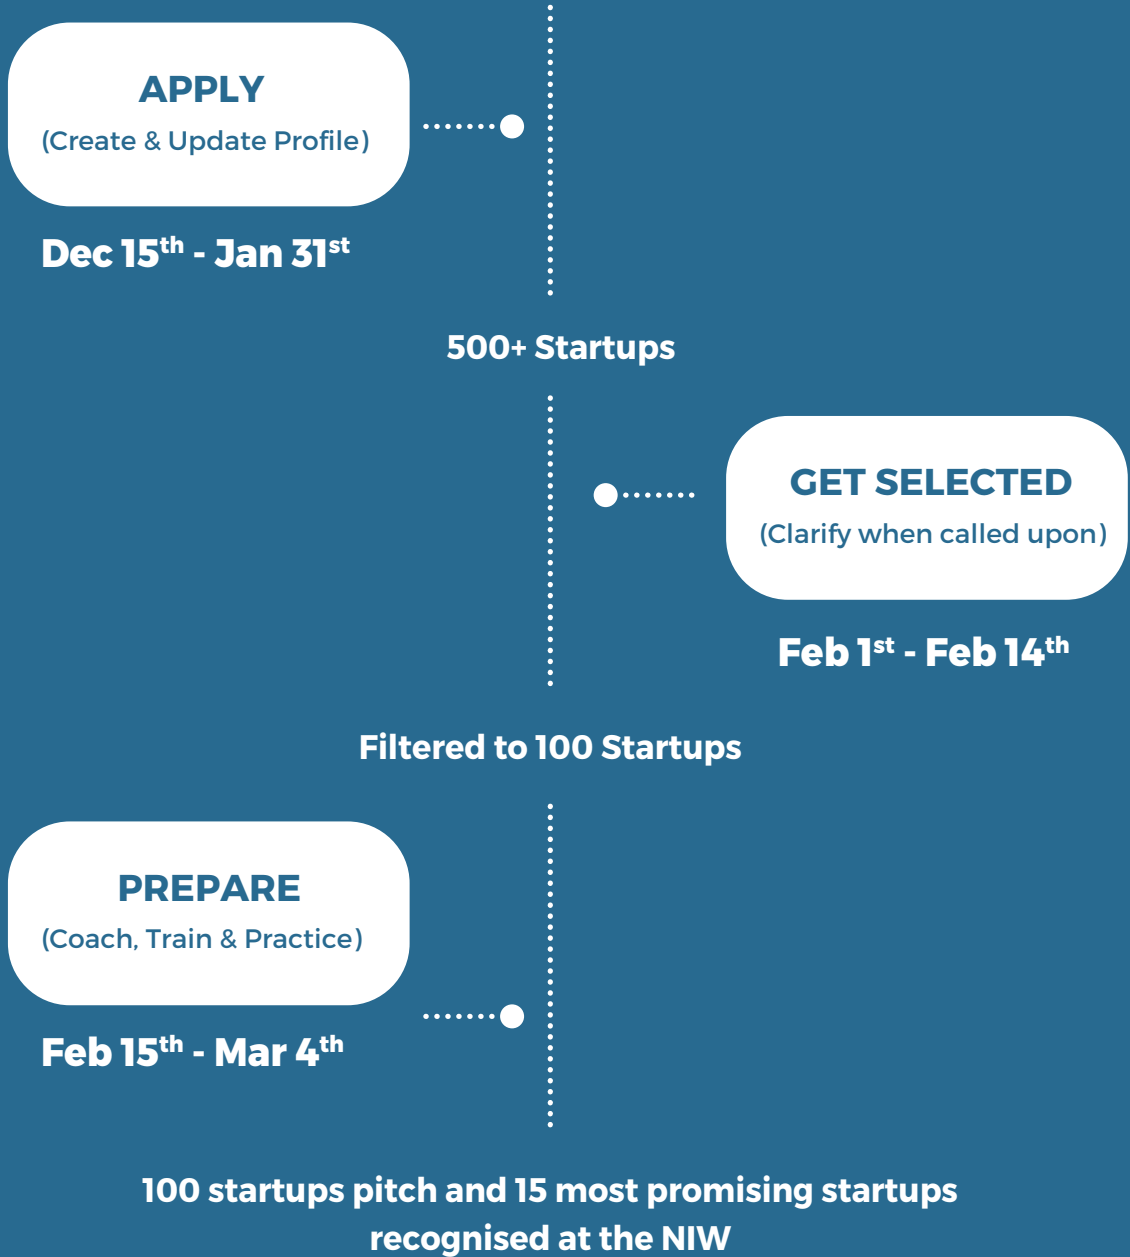 APPLY
(Create & Update Profile)
Dec 15th - Jan 31st
500+ Startups
GET SELECTED
(Clarify when called upon)
Feb 1st - Feb 14th
Filtered to 100 Startups
PREPARE
(Coach, Train & Practice)
Feb 15th - Mar 4th
100 startups pitch and 15 most promising startups
recognised at the NIW